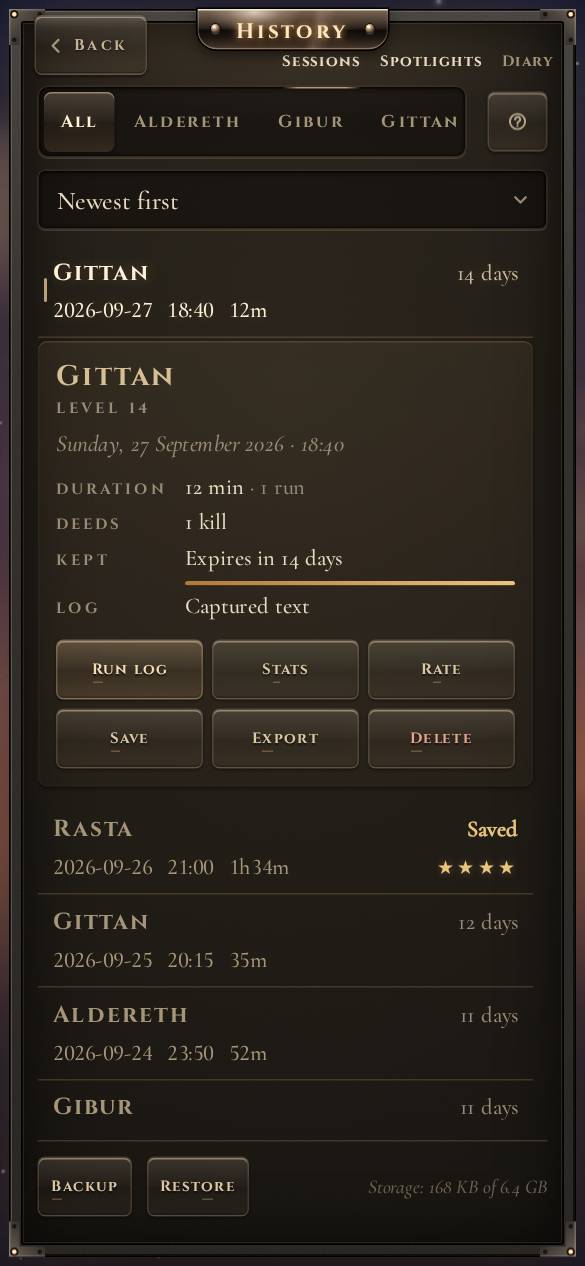 History
Back
Sessions Spotlights Diary
All Aldereth Gibur Gittan
Newest first
Gittan 14 days
2026-09-27 18:40 12m
Gittan
Level 14
Sunday, 27 September 2026 · 18:40
Duration 12 min · 1 run
Deeds 1 kill
Kept Expires in 14 days
Log Captured text
Run log Stats Rate
Save Export Delete
Rasta Saved
2026-09-26 21:00 1h34m ★★★★
Gittan 12 days
2026-09-25 20:15 35m
Aldereth 11 days
2026-09-24 23:50 52m
Gibur 11 days
Backup Restore Storage: 168 KB of 6.4 GB